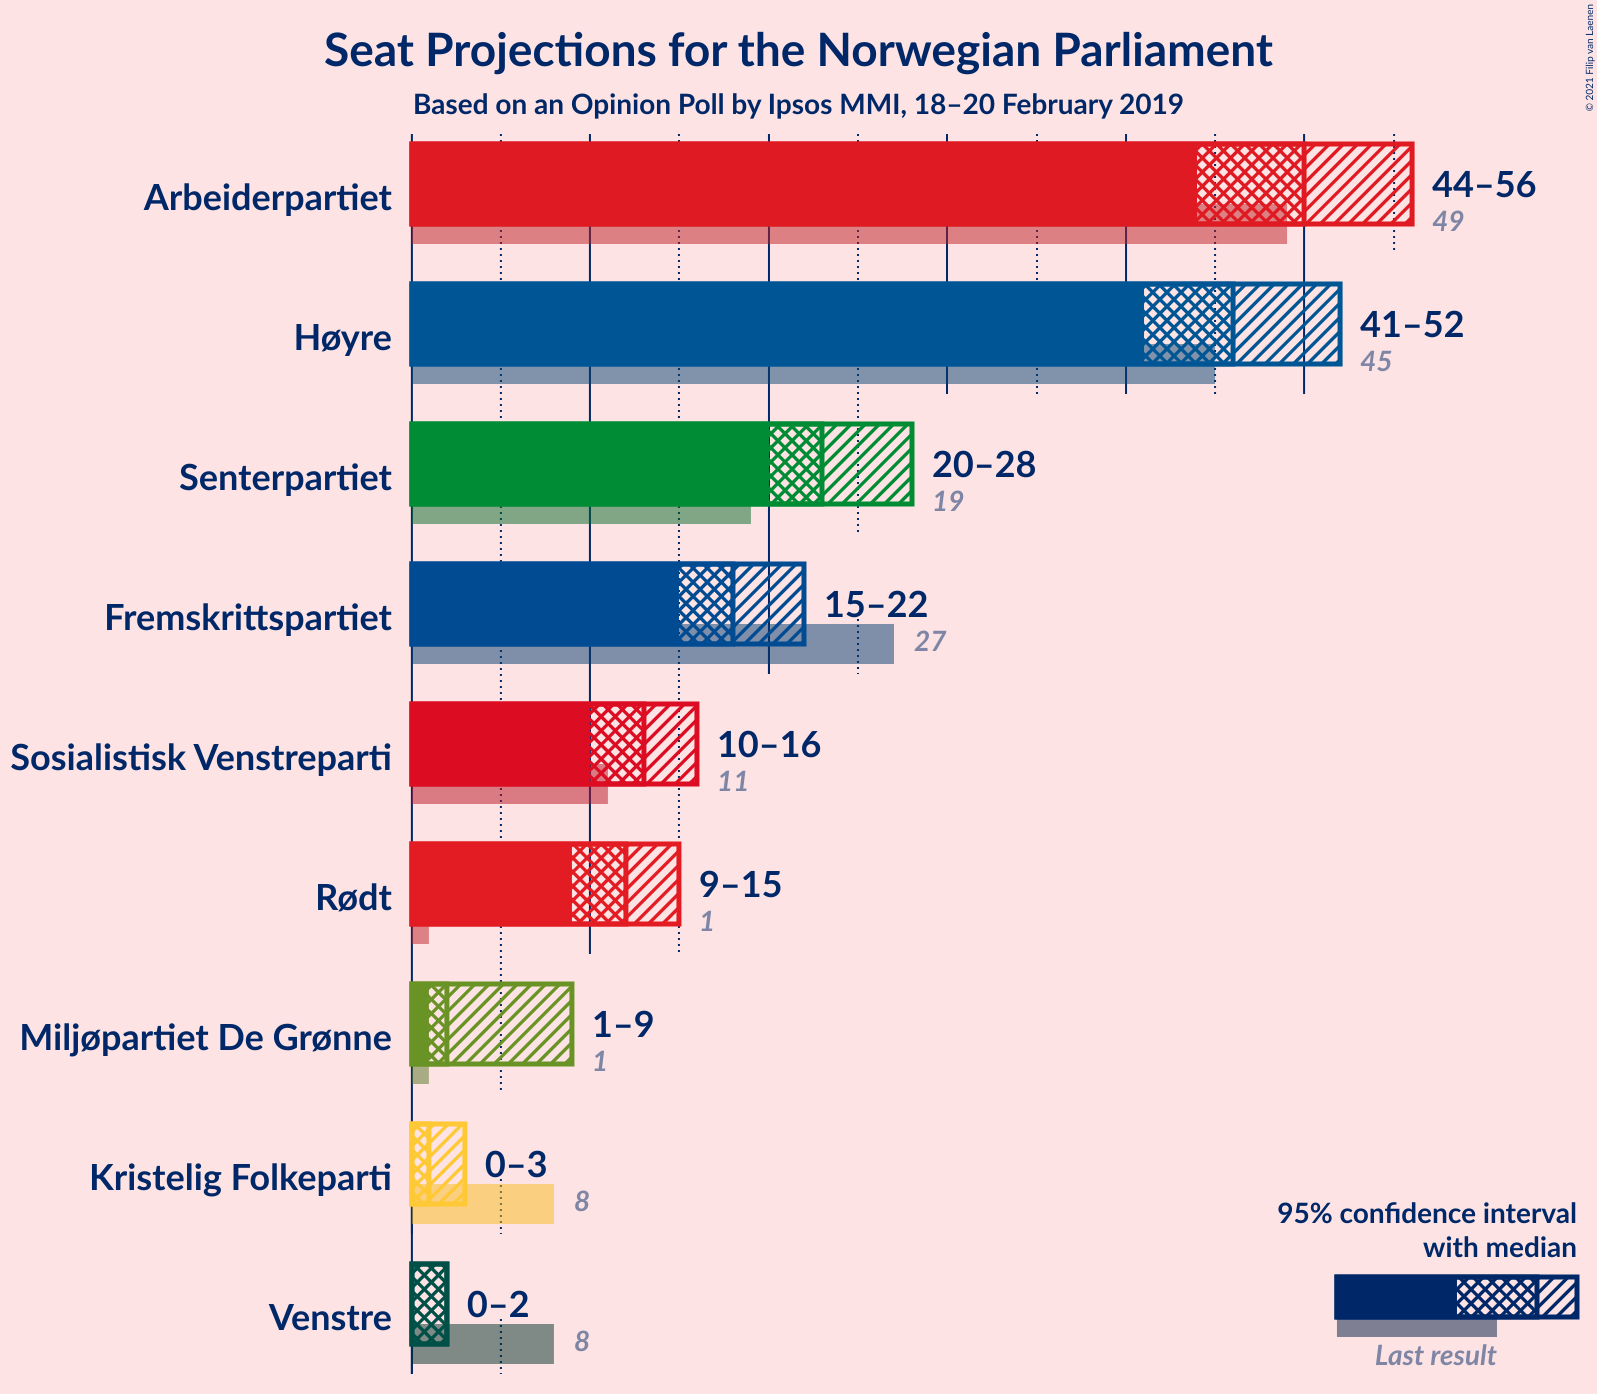 Seat Projections for the Norwegian Parliament
Based on an Opinion Poll by Ipsos MMI, 18–20 February 2019
© 2021 Filip van Laenen
Arbeiderpartiet
44–56
49
Høyre
41–52
45
Senterpartiet
20–28
19
Fremskrittspartiet
15–22
27
Sosialistisk Venstreparti
10–16
11
Rødt
9–15
1
Miljøpartiet De Grønne
1–9
1
Kristelig Folkeparti
0–3
8
Venstre
0–2
8
95% confidence interval
with median
Last result